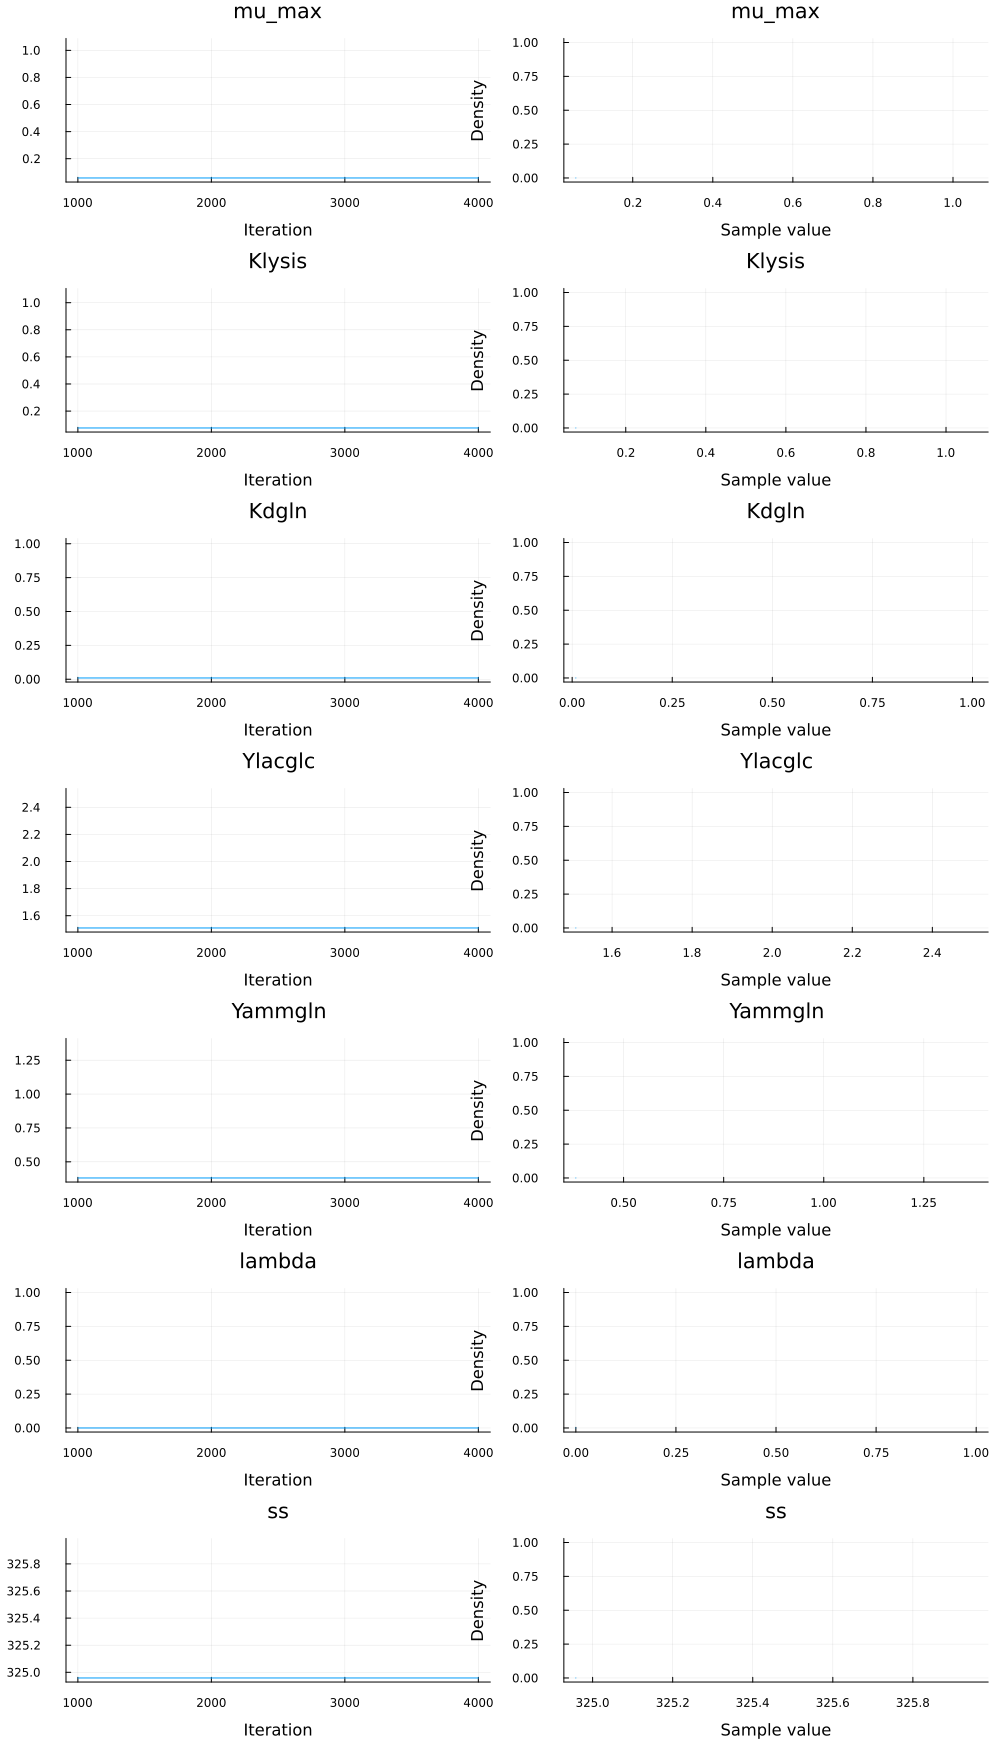 mu_max mu_max
1.0
0.8
0.6
0.4
0.2
1000 2000 3000 4000
Iteration
Density
1.00
0.75
0.50
0.25
0.00
0.2 0.4 0.6 0.8 1.0
Sample value
Klysis Klysis
1.0
0.8
0.6
0.4
0.2
1000 2000 3000 4000
Iteration
Density
1.00
0.75
0.50
0.25
0.00
0.2 0.4 0.6 0.8 1.0
Sample value
Kdgln Kdgln
1.00
0.75
0.50
0.25
0.00
1000 2000 3000 4000
Iteration
Density
1.00
0.75
0.50
0.25
0.00
0.00 0.25 0.50 0.75 1.00
Sample value
Ylacglc Ylacglc
2.4
2.2
2.0
1.8
1.6
1000 2000 3000 4000
Iteration
Density
1.00
0.75
0.50
0.25
0.00
1.6 1.8 2.0 2.2 2.4
Sample value
Yammgln Yammgln
1.25
1.00
0.75
0.50
1000 2000 3000 4000
Iteration
Density
1.00
0.75
0.50
0.25
0.00
0.50 0.75 1.00 1.25
Sample value
lambda lambda
1.00
0.75
0.50
0.25
0.00
1000 2000 3000 4000
Iteration
Density
1.00
0.75
0.50
0.25
0.00
0.00 0.25 0.50 0.75 1.00
Sample value
ss ss
325.8
325.6
325.4
325.2
325.0
1000 2000 3000 4000
Iteration
Density
1.00
0.75
0.50
0.25
0.00
325.0 325.2 325.4 325.6 325.8
Sample value